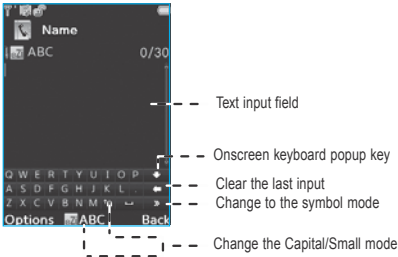 Name
ABC 0/30
Text input field
Q W E R T Y U I O P
Onscreen keyboard popup key
A S D F G H J K L .
Clear the last input
Z X C V B N M
Change to the symbol mode
Options ABC Back
Change the Capital/Small mode